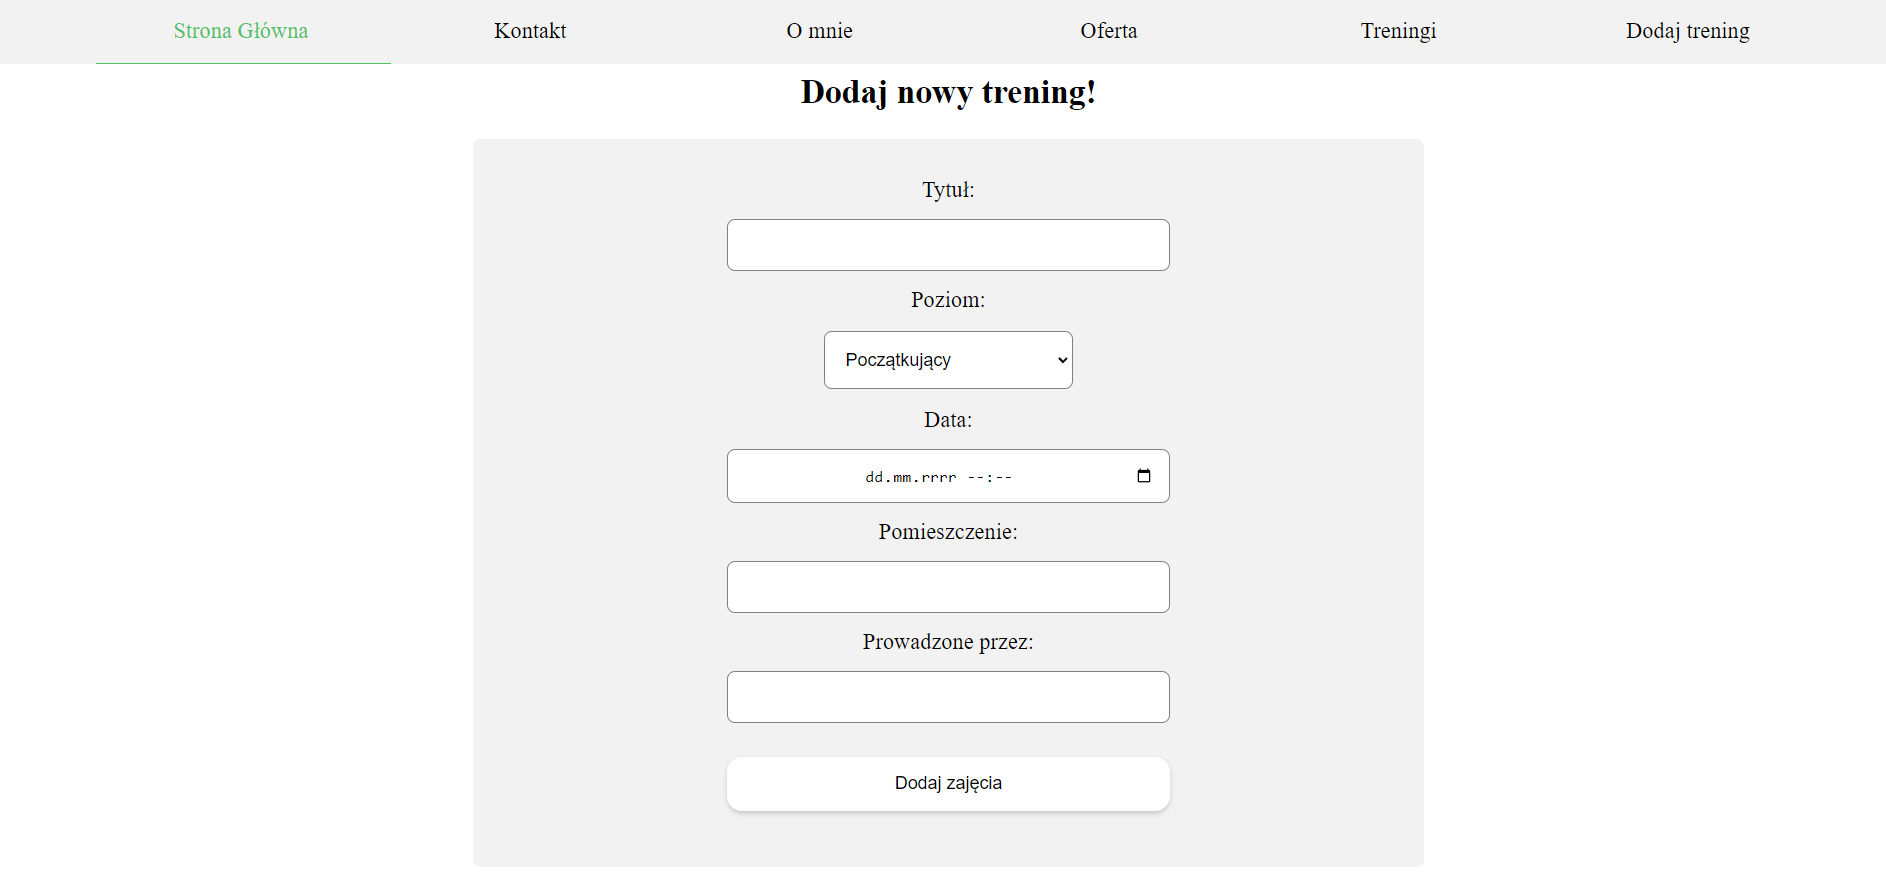 Strona Główna Kontakt O mnie Oferta Treningi Dodaj trening
Dodaj nowy trening!
Tytuł:
Poziom:
Początkujący
Data:
dd.mm.rrrr --:--
Pomieszczenie:
Prowadzone przez:
Dodaj zajęcia